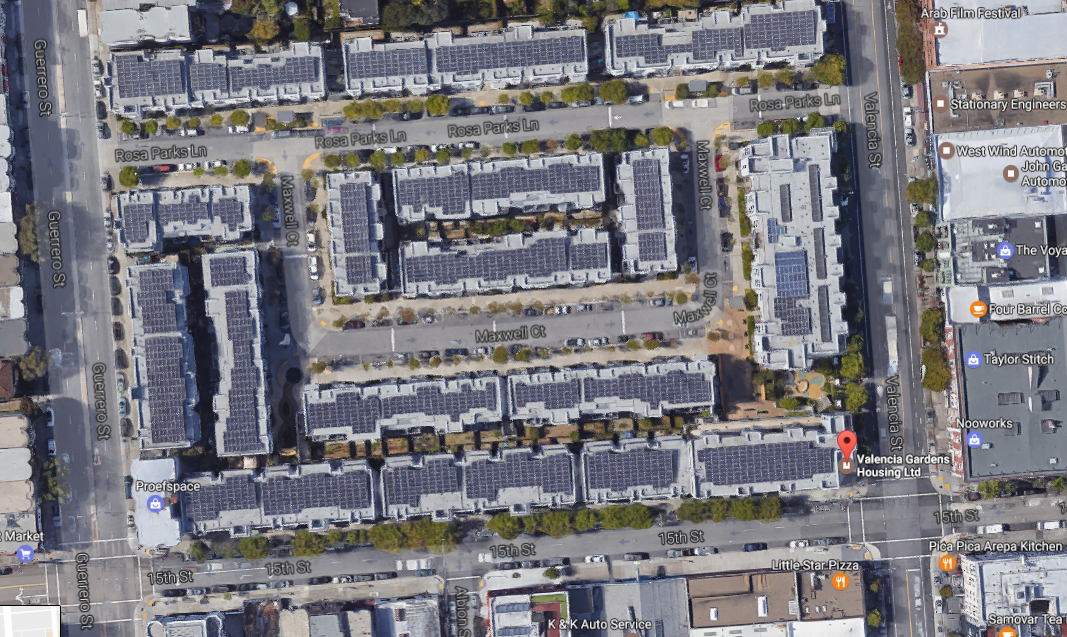 Arab Film Festival
Guerrero St
Rosa Parks Ln
Stationary Engineers
Valencia St
Rosa Parks Ln
Rosa Parks Ln
Rosa Parks Ln
West Wind Automot
John Ga
Automo
Maxwell Ct
Maxwell Ct
Guerrero St
The Voya
Maxwell Ct
Four Barrel Co
Maxwell Ct
Taylor Stitch
Guerrero St
Valencia St
Nooworks
Valencia Gardens
Housing Ltd
Proefspace
15th St
Market
15th St
15th St
Pica Pica Arepa Kitchen
Guerrero St
15th St
15th St
Little Star Pizza
Albion S
K & K Auto Service
Samovar Tea